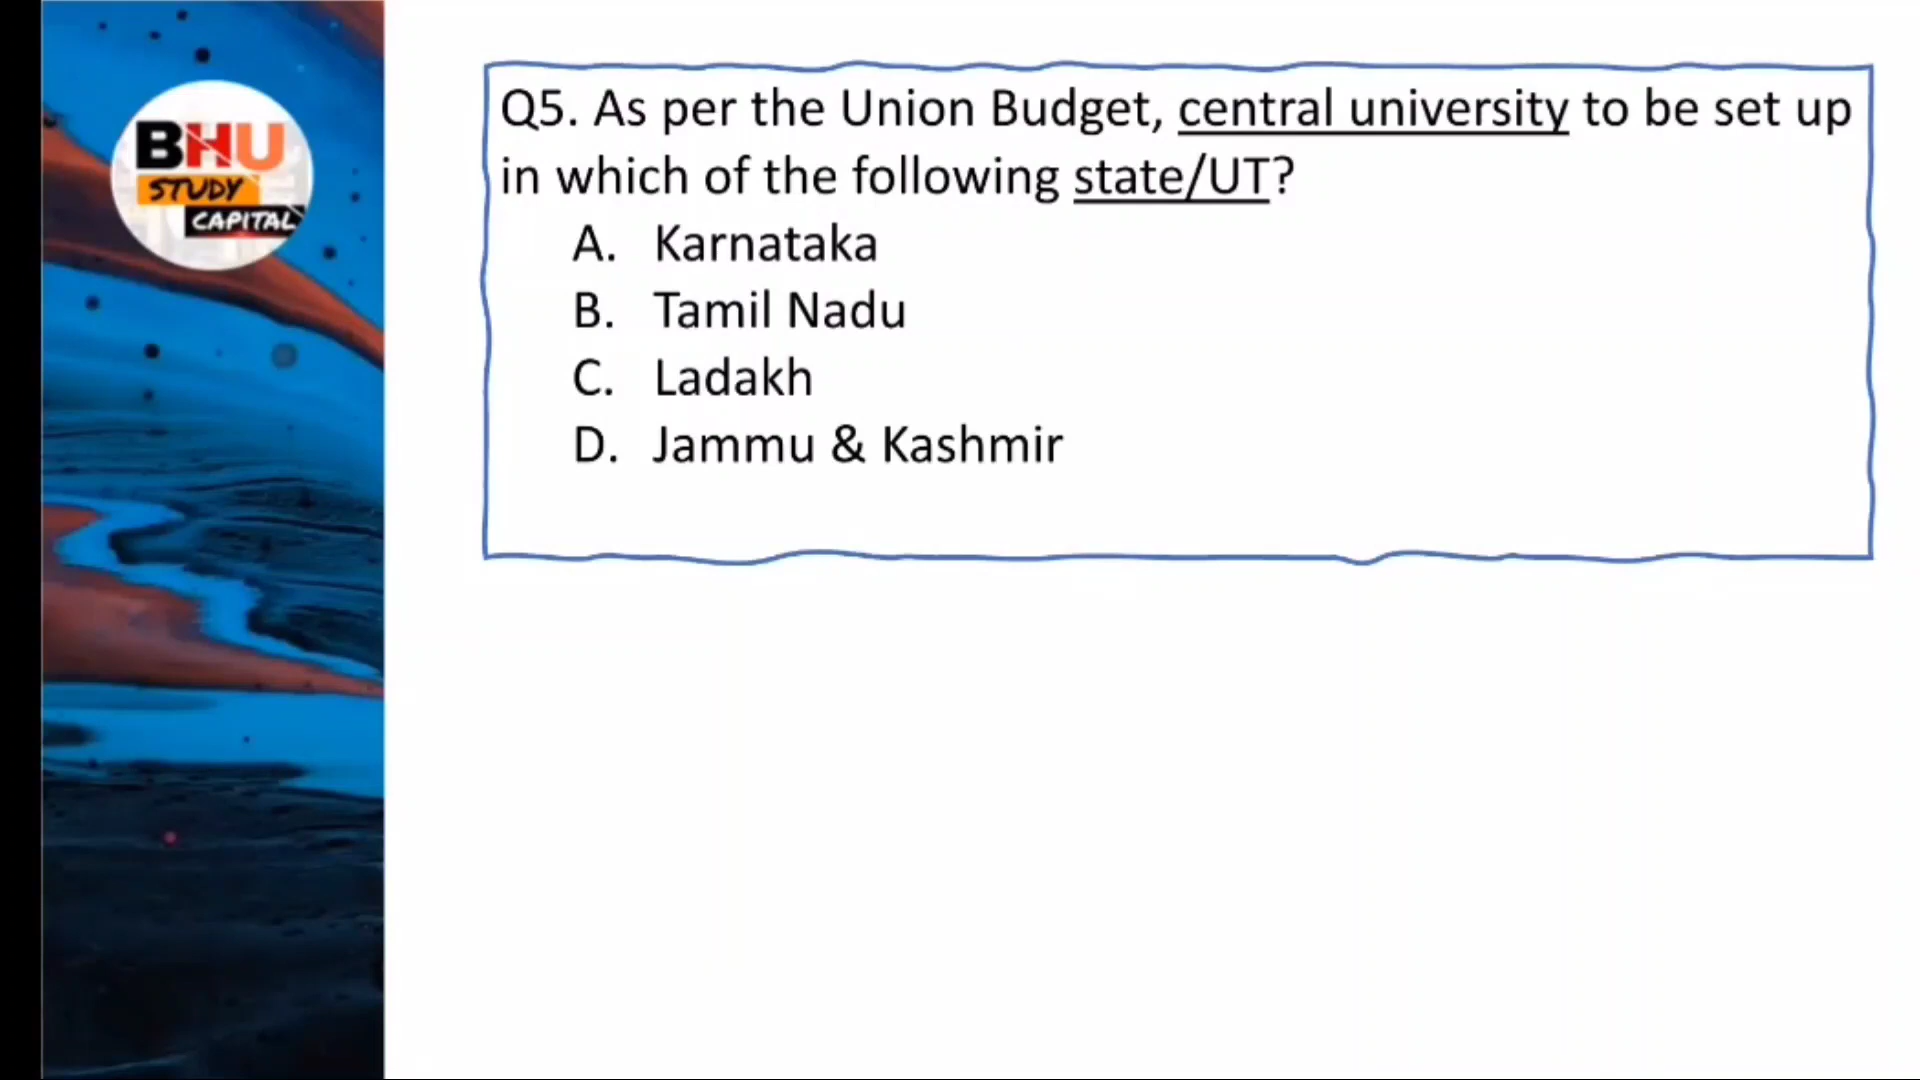 BHU
STUDY
CAPITAL
Q5. As per the Union Budget, central university to be set up
in which of the following state/UT?
A. Karnataka
B. Tamil Nadu
C. Ladakh
D. Jammu & Kashmir